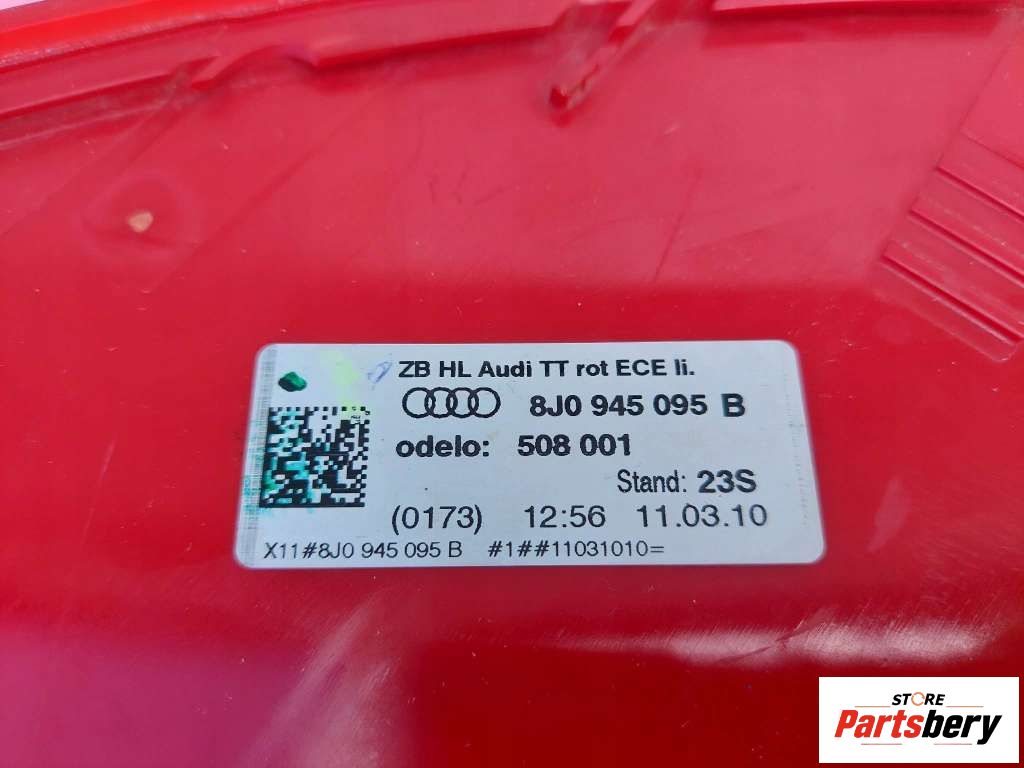 ZB HL Audi TT rot ECE li.
8J0 945 095 B
odelo: 508 001
Stand: 23S
(0173) 12:56 11.03.10
X11#8J0 945 095 B #1##11031010=
STORE
Partsbery